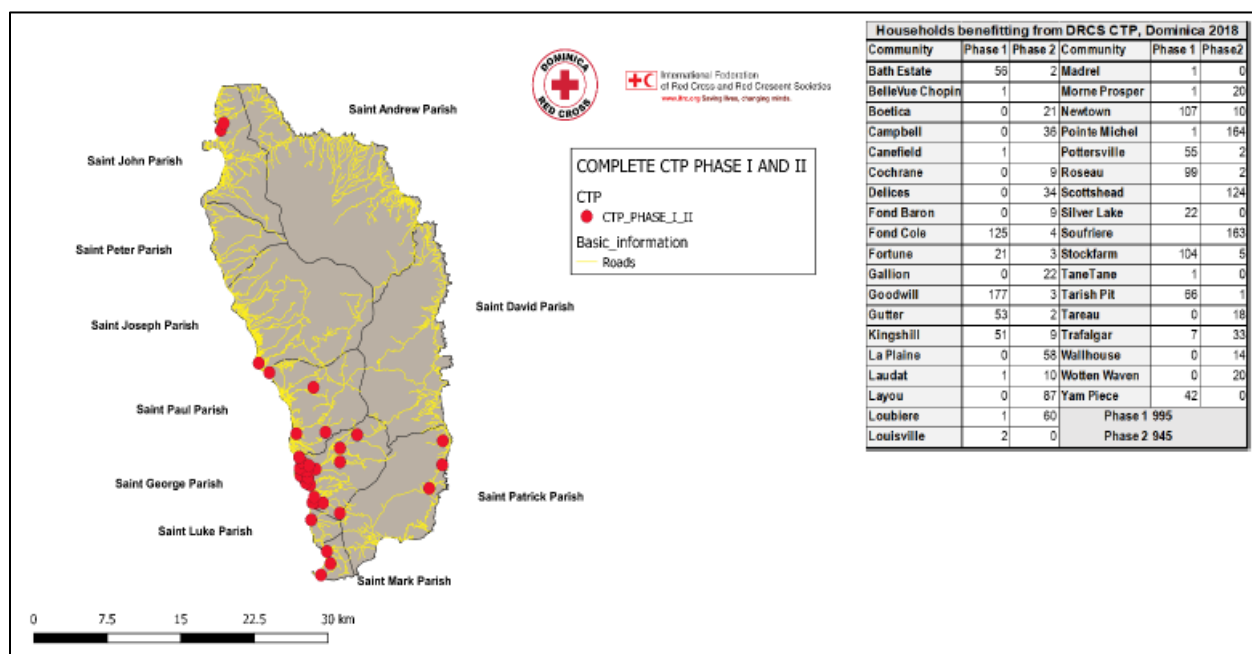 DOMINICA
RED CROSS
International Federation
of Red Cross and Red Crescent Societies
www.ifrc.org Saving lives, changing minds.
Saint Andrew Parish
Saint John Parish
Saint Peter Parish
Saint Joseph Parish
Saint David Parish
Saint Paul Parish
Saint George Parish
Saint Patrick Parish
Saint Luke Parish
Saint Mark Parish
COMPLETE CTP PHASE I AND II
CTP
CTP_PHASE_I_II
Basic_information
Roads
0 7.5 15 22.5 30 km
Households benefitting from DRCS CTP, Dominica 2018
Community Phase 1 Phase 2 Community Phase 1 Phase2
Bath Estate 56 2 Madrel 1 0
BelleVue Chopin 1 Morne Prosper 1 20
Boetica 0 21 Newtown 107 10
Campbell 0 36 Pointe Michel 1 164
Canefield 1 Pottersville 55 2
Cochrane 0 9 Roseau 99 2
Delices 0 34 Scottshead 124
Fond Baron 0 9 Silver Lake 22 0
Fond Cole 125 4 Soufriere 163
Fortune 21 3 Stockfarm 104 5
Gallion 0 22 TaneTane 1 0
Goodwill 177 3 Tarish Pit 66 1
Gutter 53 2 Tareau 0 18
Kingshill 51 9 Trafalgar 7 33
La Plaine 0 58 Wallhouse 0 14
Laudat 1 10 Wotten Waven 0 20
Layou 0 87 Yam Piece 42 0
Loubiere 1 60 Phase 1 995
Louisville 2 0 Phase 2 945